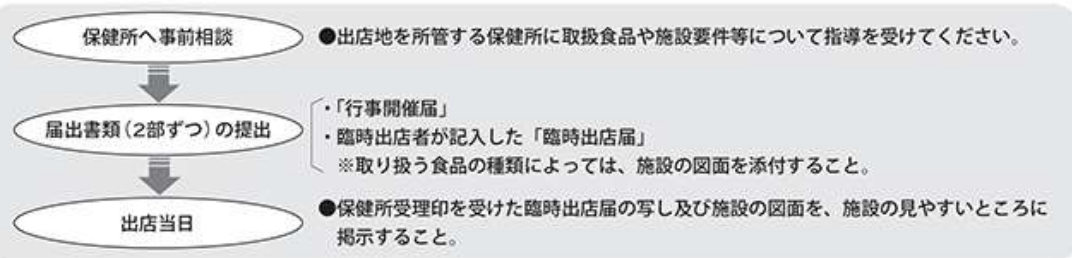 保健所へ事前相談
●出店地を所管する保健所に取扱食品や施設要件等について指導を受けてください。
届出書類（2部ずつ）の提出
・「行事開催届」
・臨時出店者が記入した「臨時出店届」
※取り扱う食品の種類によっては、施設の図面を添付すること。
出店当日
●保健所受理印を受けた臨時出店届の写し及び施設の図面を、施設の見やすいところに
掲示すること。